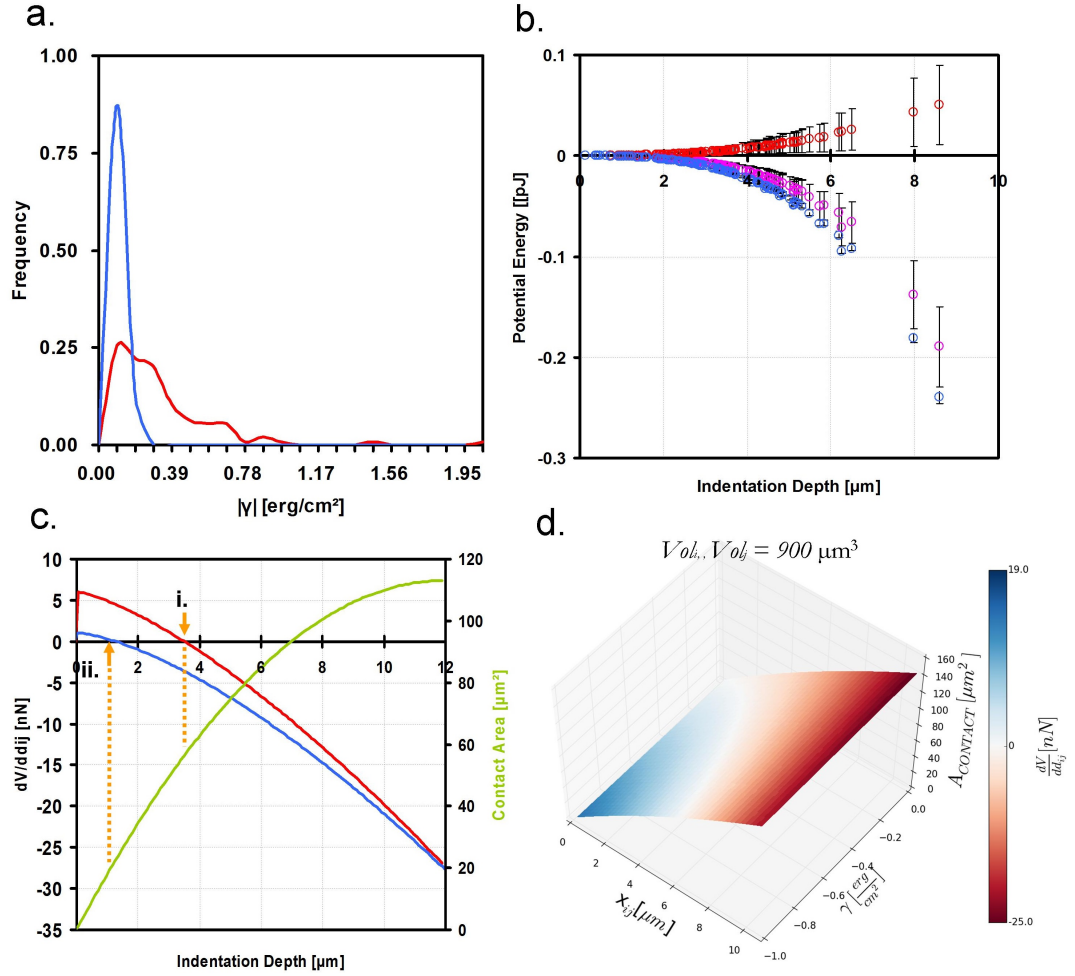 a.
1.00
0.75
0.50
0.25
0.00
Frequency
0.00 0.39 0.78 1.17 1.56 1.95
|γ| [erg/cm²]
b.
0.1
0
-0.1
-0.2
-0.3
Potential Energy [[pJ]
0 2 4 6 8 10
Indentation Depth [µm]
c.
10
5
0
-5
-10
-15
-20
-25
-30
-35
dV/ddij [nN]
i.
ii.
0 2 4 6 8 10 12
120
100
80
60
40
20
0
Contact Area [µm²]
Indentation Depth [µm]
d.
Voli, , Volj = 900 µm³
160
140
120
100
80
60
40
20
0
A_CONTACT [µm²]
0 2 4 6 8 10
x_ij[µm]
0.0
−0.2
−0.4
−0.6
−0.8
−1.0
γ [erg/cm²]
19.0
0
-25.0
dV/dd_ij [nN]